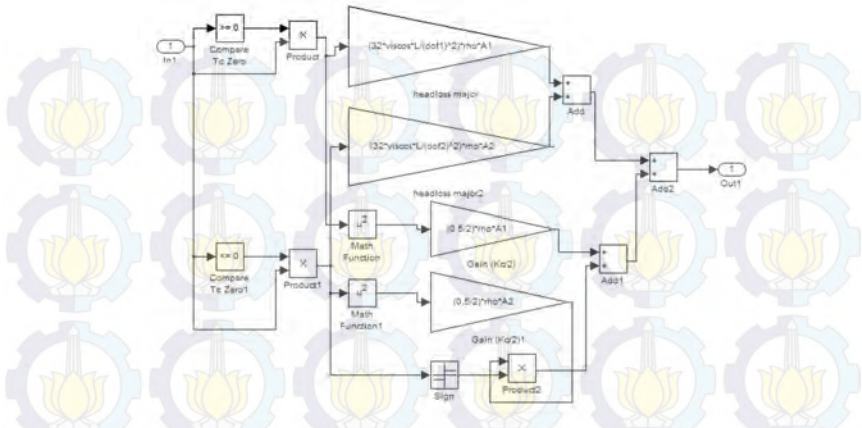 1
In1
>= 0
Compare
To Zero
X
Product
(32*viscos*L/(dof1)^2)*rho*A1
headloss major
+
+
Add
(32*viscos*L/(dof2)^2)*rho*A2
headloss major2
+
+
Add2
1
Out1
u²
Math
Function
(0.5/2)*rho*A1
Gain (Kq/2)
+
+
Add1
<= 0
Compare
To Zero1
X
Product1
u²
Math
Function1
(0.5/2)*rho*A2
Gain (Kq/2)1
Sign
X
Product2